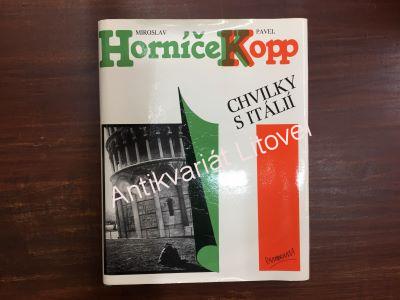 MIROSLAV PAVEL
HorníčeKopp
CHVILKY
S ITÁLIÍ
Antikvariát Litovel